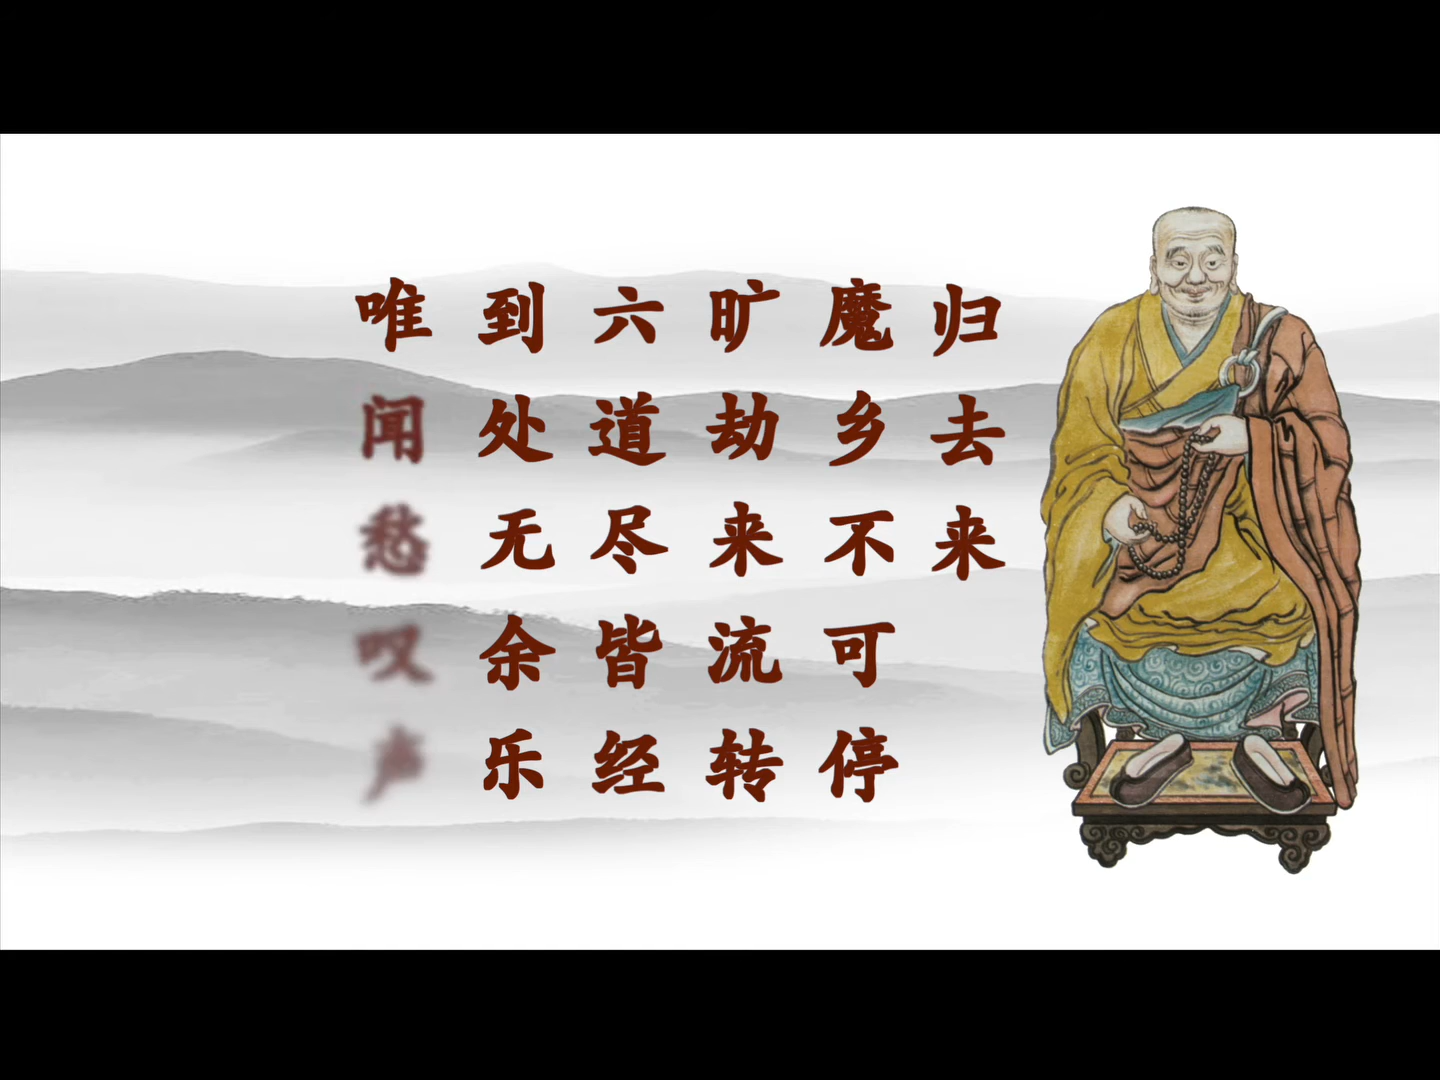 归去来
魔乡不可停
旷劫来流转
六道尽皆经
到处无余乐
唯闻愁叹声